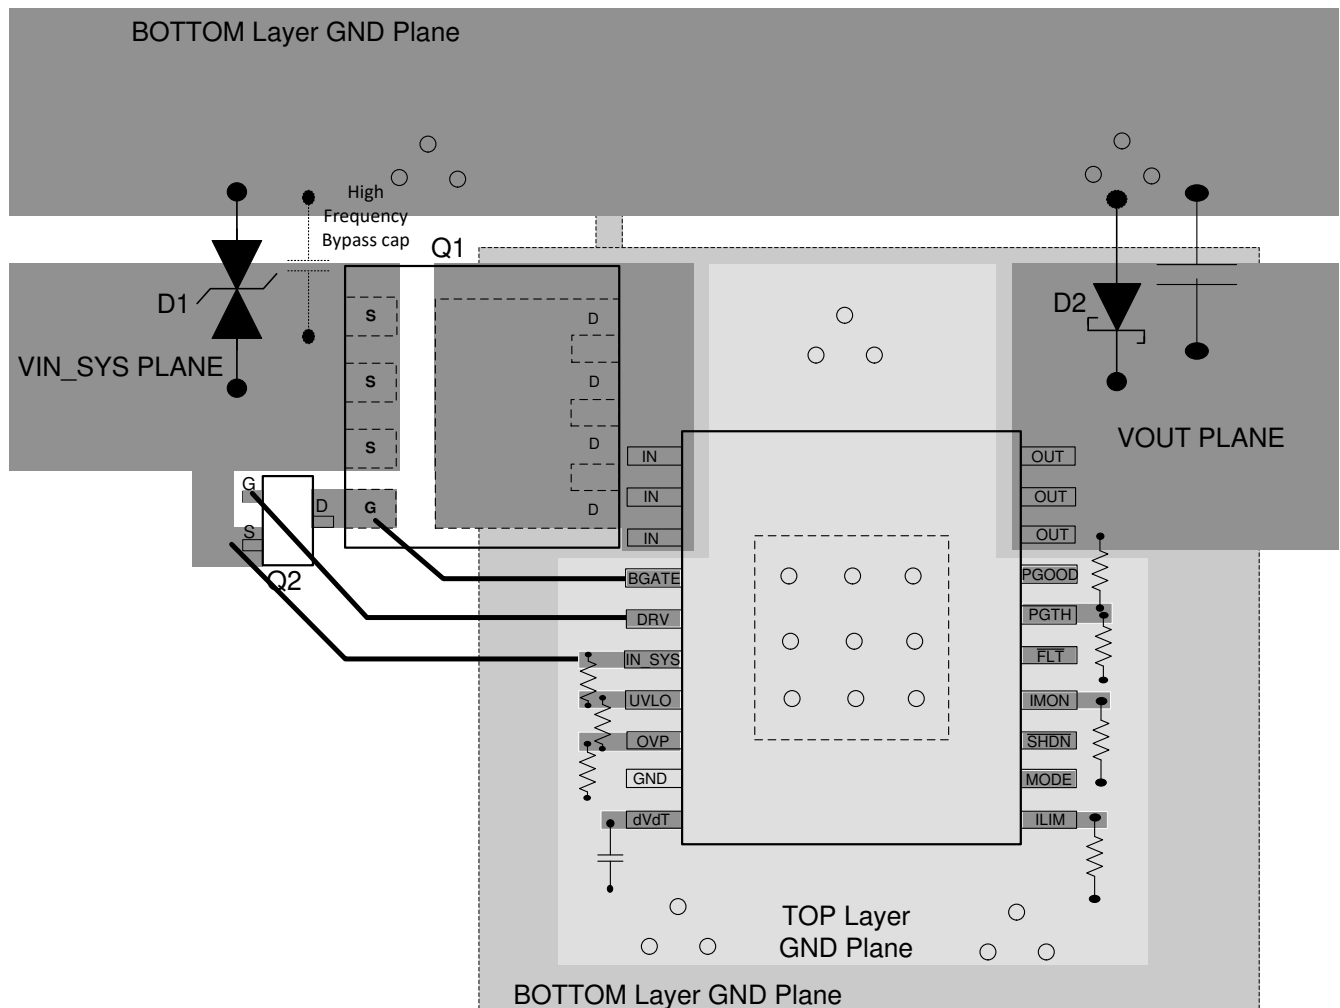 BOTTOM Layer GND Plane
High
Frequency
Bypass cap
Q1
D1
D2
VIN_SYS PLANE
VOUT PLANE
S
S
S
G
D
D
D
D
G
S
D
Q2
IN
IN
IN
BGATE
DRV
IN_SYS
UVLO
OVP
GND
dVdT
OUT
OUT
OUT
PGOOD
PGTH
FLT
IMON
SHDN
MODE
ILIM
TOP Layer
GND Plane
BOTTOM Layer GND Plane